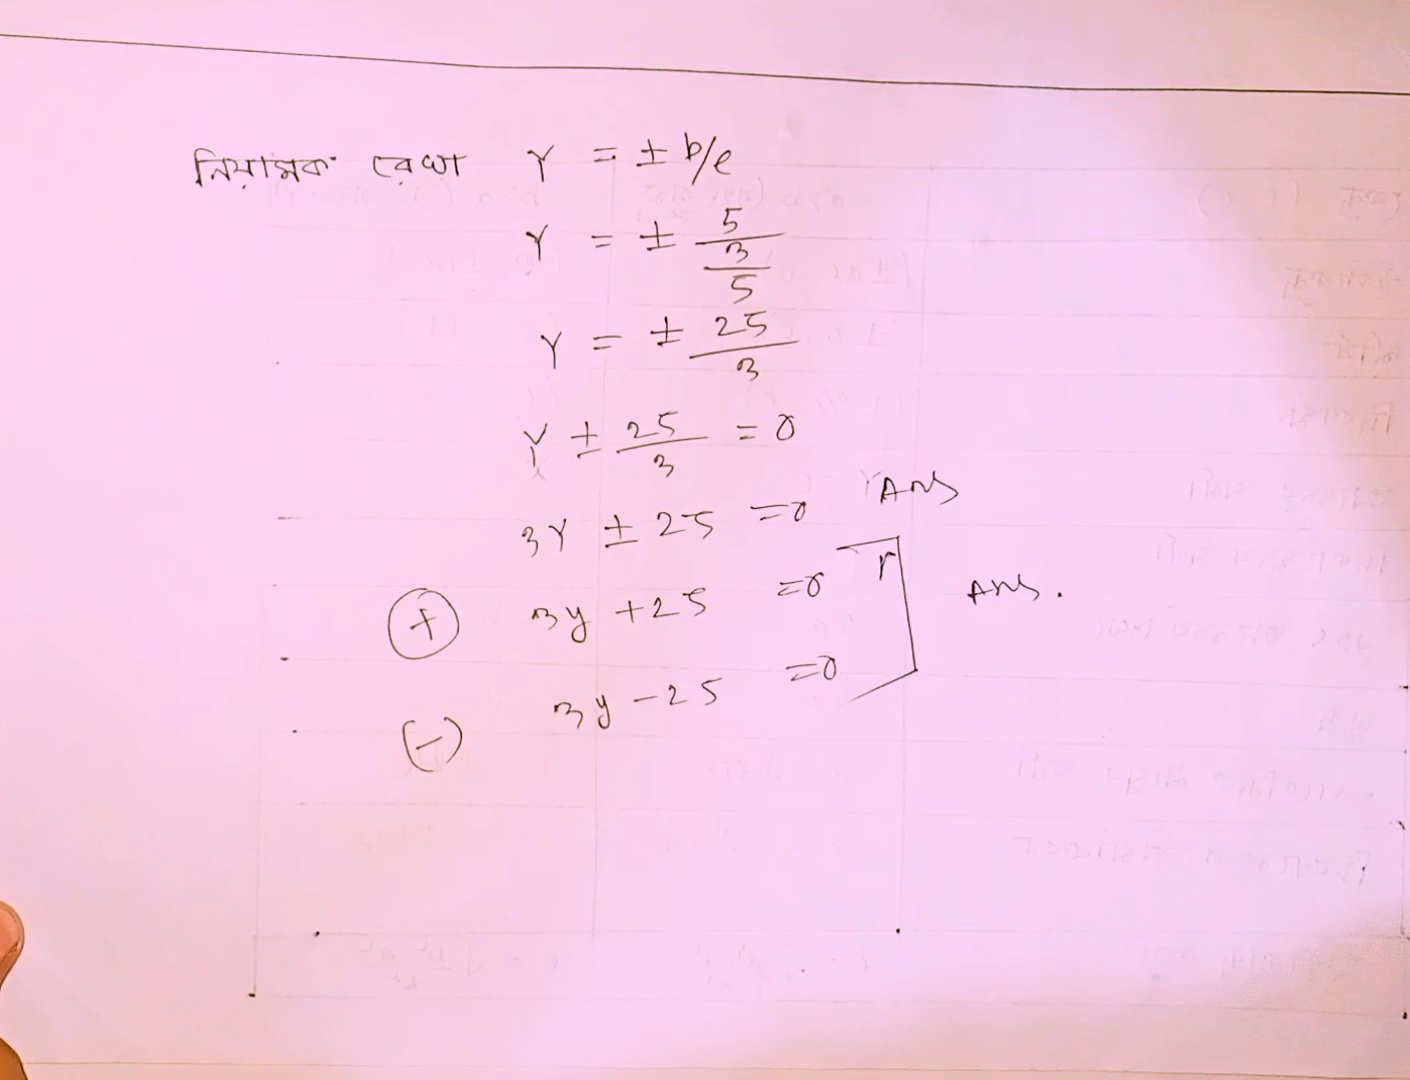 নিয়ামক রেখা Y = ± b/e
Y = ± 5/(3/5)
Y = ± 25/3
Y ± 25/3 = 0
3Y ± 25 = 0 Ans
(+) 3y + 25 = 0
Ans.
(-) 3y - 25 = 0